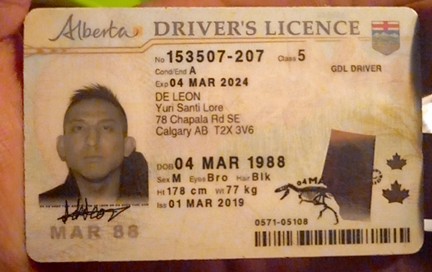 Alberta DRIVER'S LICENCE
No 153507-207 Class 5
Cond/End A GDL DRIVER
Exp 04 MAR 2024
DE LEON
Yuri Santi Lore
78 Chapala Rd SE
Calgary AB T2X 3V6
DOB 04 MAR 1988
Sex M Eyes Bro Hair Blk
Ht 178 cm Wt 77 kg
Iss 01 MAR 2019
MAR 88
0571-05108